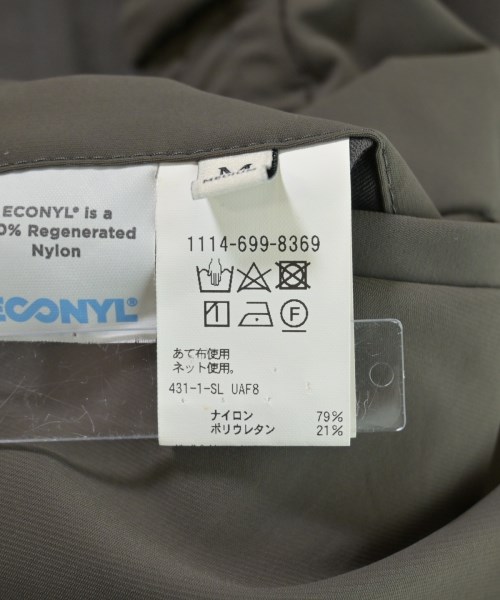 ECONYL® is a
0% Regenerated
Nylon
ECONYL®
M
MEDIUM
1114-699-8369
F
あて布使用
ネット使用。
431-1-SL UAF8
ナイロン 79%
ポリウレタン 21%